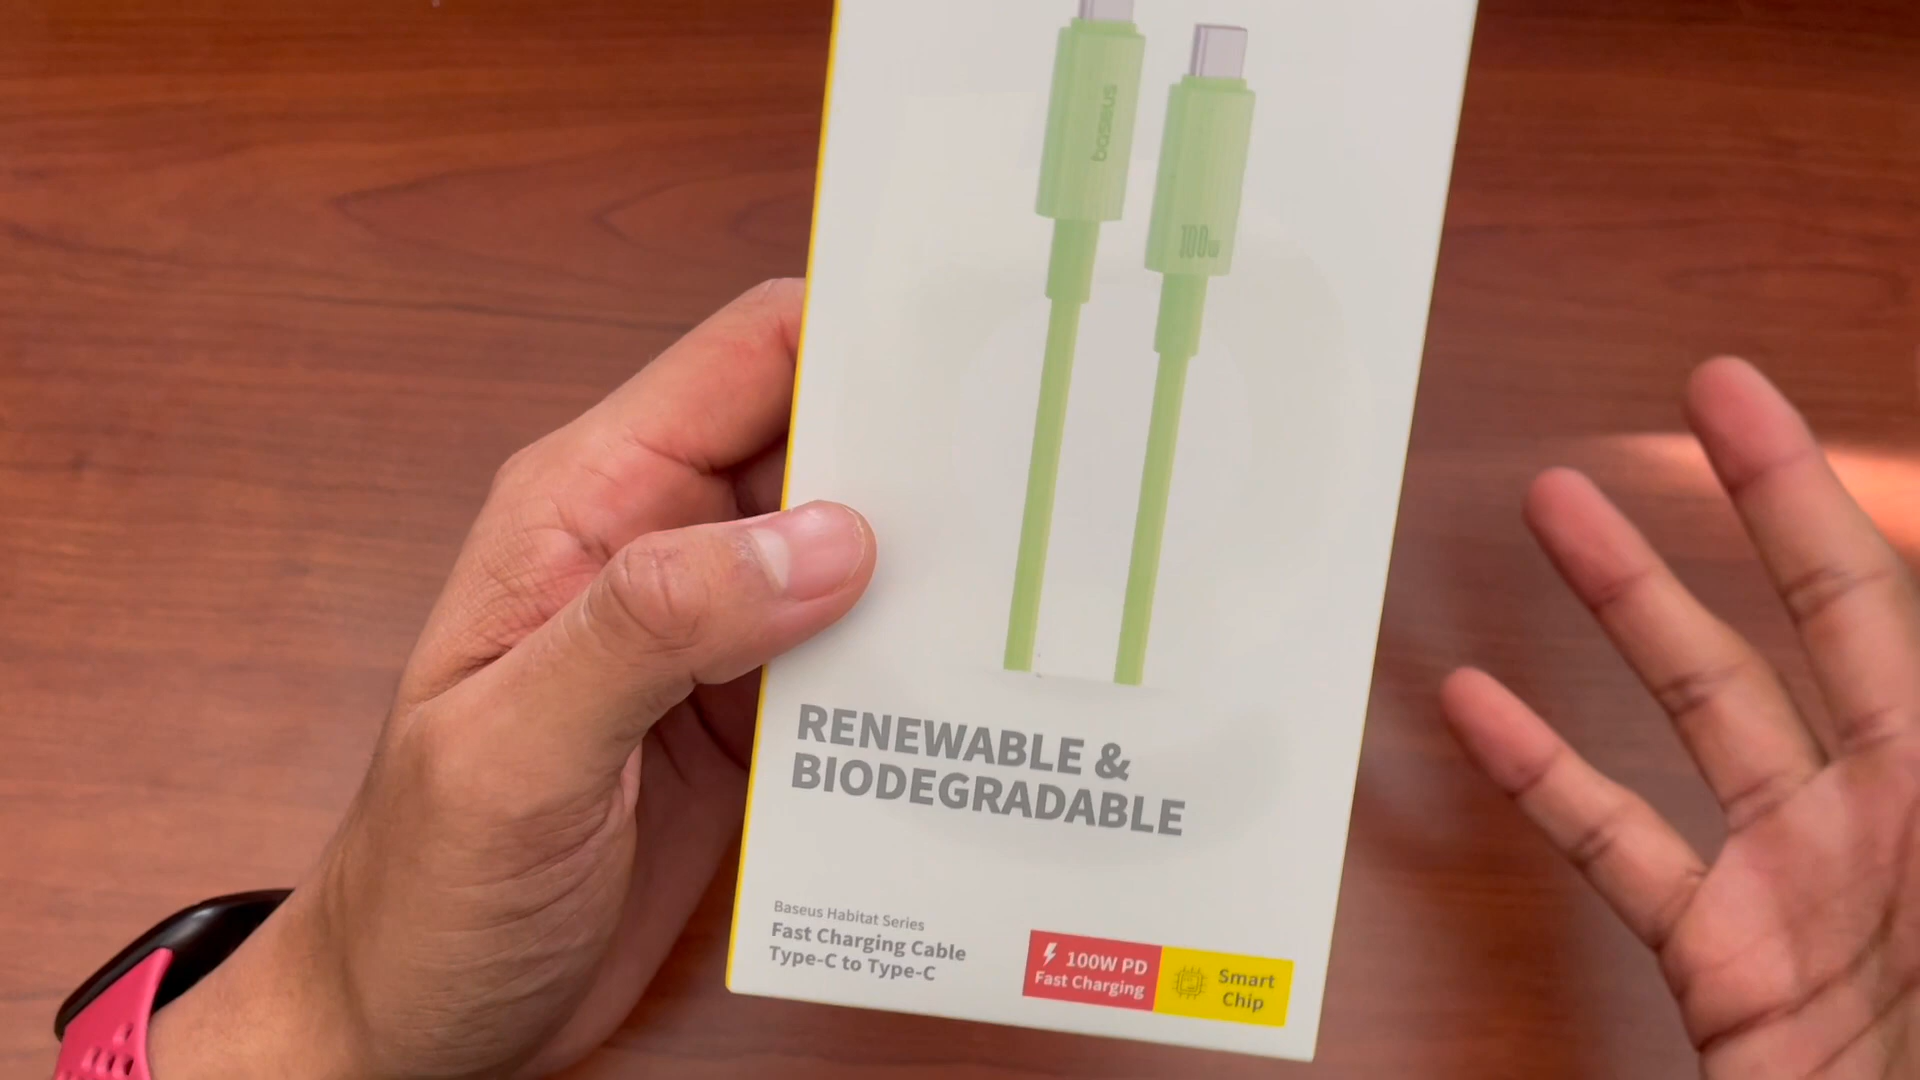 baseus
100W
RENEWABLE &
BIODEGRADABLE
Baseus Habitat Series
Fast Charging Cable
Type-C to Type-C
100W PD
Fast Charging
Smart
Chip